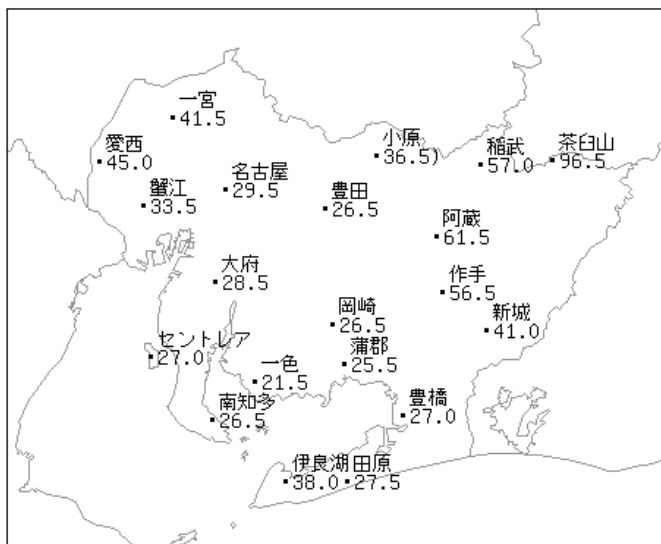 一宮
41.5
愛西
45.0
小原
36.5)
稲武
57.0
茶臼山
96.5
蟹江
33.5
名古屋
29.5
豊田
26.5
阿蔵
61.5
大府
28.5
作手
56.5
岡崎
26.5
新城
41.0
セントレア
27.0
蒲郡
25.5
一色
21.5
南知多
26.5
豊橋
27.0
伊良湖
38.0
田原
27.5